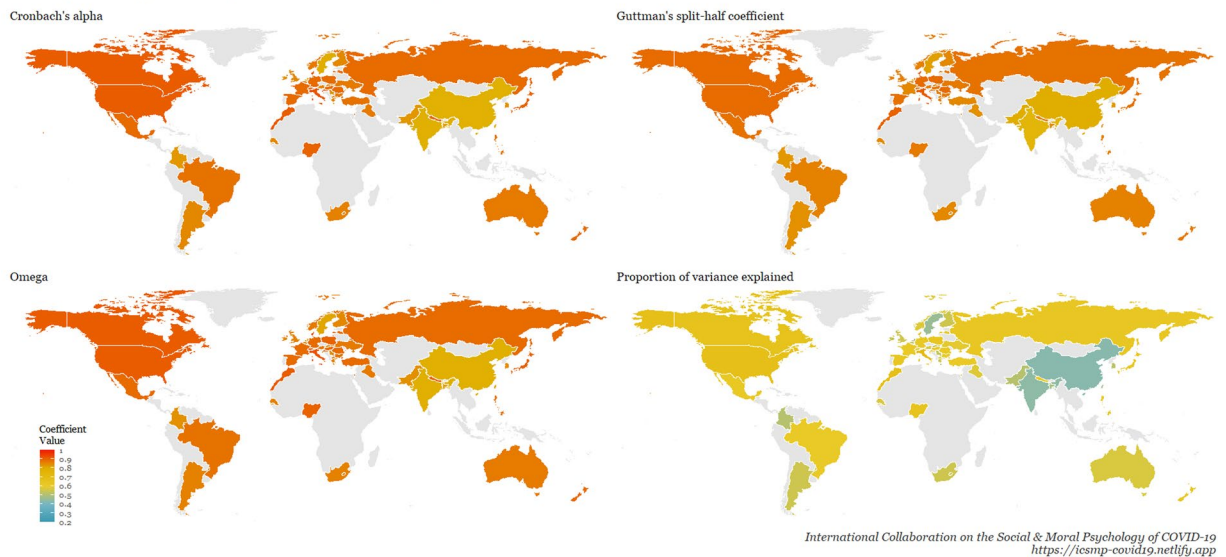 Cronbach's alpha
Guttman's split-half coefficient
Omega
Proportion of variance explained
Coefficient
Value
1
0.9
0.8
0.7
0.6
0.5
0.4
0.3
0.2
International Collaboration on the Social & Moral Psychology of COVID-19
https://icsmp-covid19.netlify.app